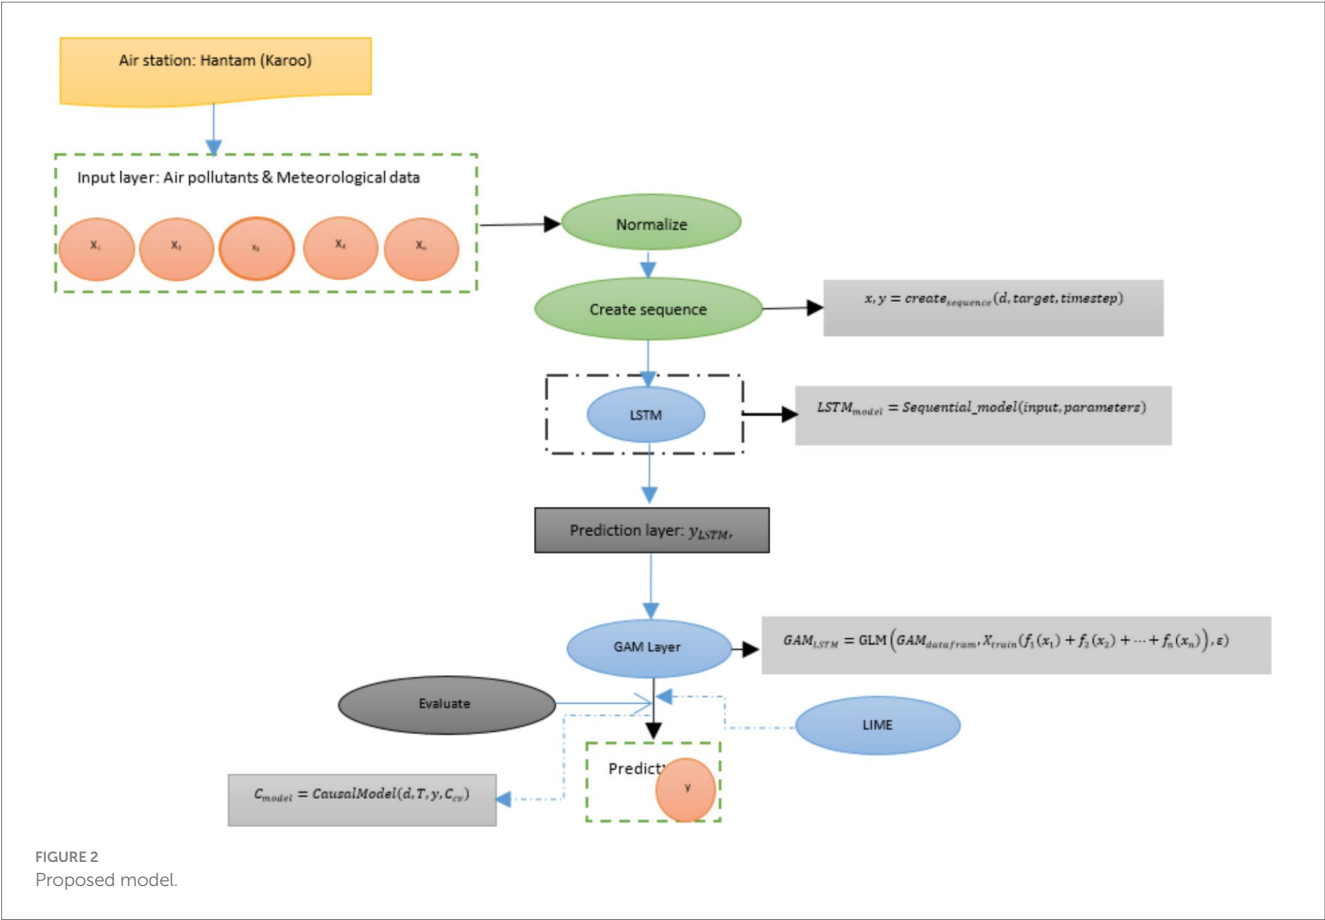 Air station: Hantam (Karoo)
Input layer: Air pollutants & Meteorological data
X₁ X₂ X₃ X₄ Xₙ
Normalize
Create sequence
x, y = create_sequence(d, target, timestep)
LSTM
LSTM_model = Sequential_model(input, parameters)
Prediction layer: y_LSTM,
GAM Layer
GAM_LSTM = GLM(GAM_datafram, X_train(f₁(x₁) + f₂(x₂) + ⋯ + fₙ(xₙ)), ε)
Evaluate
LIME
Predict:
y
C_model = CausalModel(d, T, y, C_cv)
FIGURE 2
Proposed model.